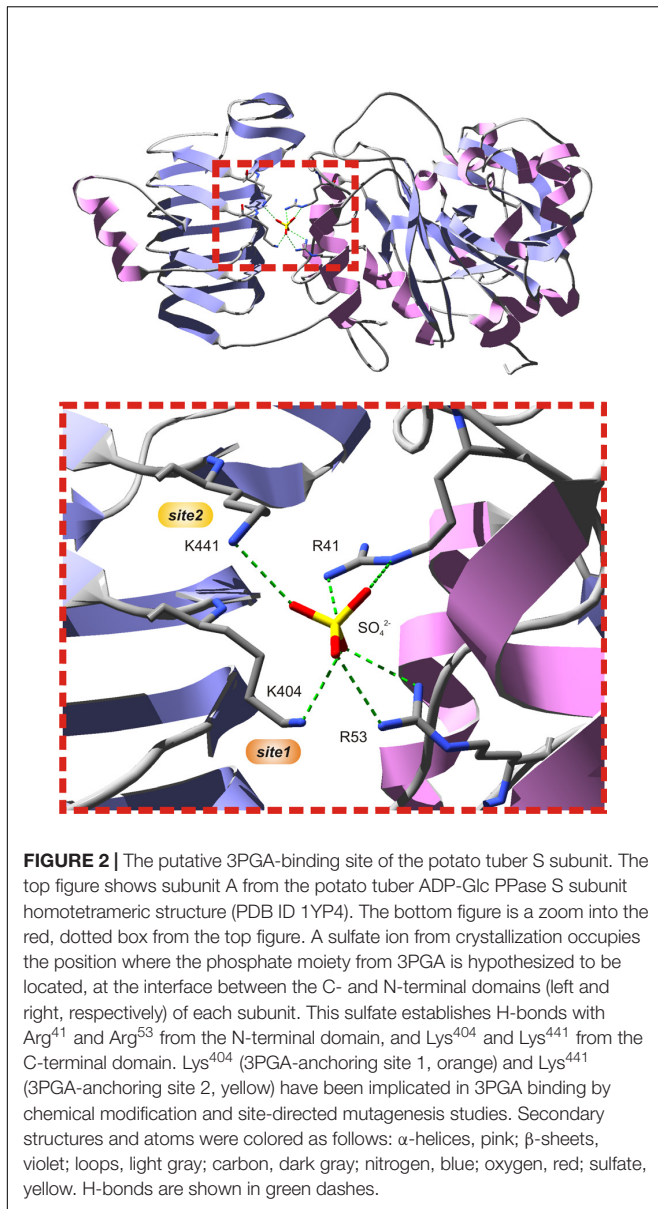 site2
K441
R41
SO₄²⁻
K404
site1
R53
FIGURE 2 | The putative 3PGA-binding site of the potato tuber S subunit. The
top figure shows subunit A from the potato tuber ADP-Glc PPase S subunit
homotetrameric structure (PDB ID 1YP4). The bottom figure is a zoom into the
red, dotted box from the top figure. A sulfate ion from crystallization occupies
the position where the phosphate moiety from 3PGA is hypothesized to be
located, at the interface between the C- and N-terminal domains (left and
right, respectively) of each subunit. This sulfate establishes H-bonds with
Arg⁴¹ and Arg⁵³ from the N-terminal domain, and Lys⁴⁰⁴ and Lys⁴⁴¹ from the
C-terminal domain. Lys⁴⁰⁴ (3PGA-anchoring site 1, orange) and Lys⁴⁴¹
(3PGA-anchoring site 2, yellow) have been implicated in 3PGA binding by
chemical modification and site-directed mutagenesis studies. Secondary
structures and atoms were colored as follows: α-helices, pink; β-sheets,
violet; loops, light gray; carbon, dark gray; nitrogen, blue; oxygen, red; sulfate,
yellow. H-bonds are shown in green dashes.